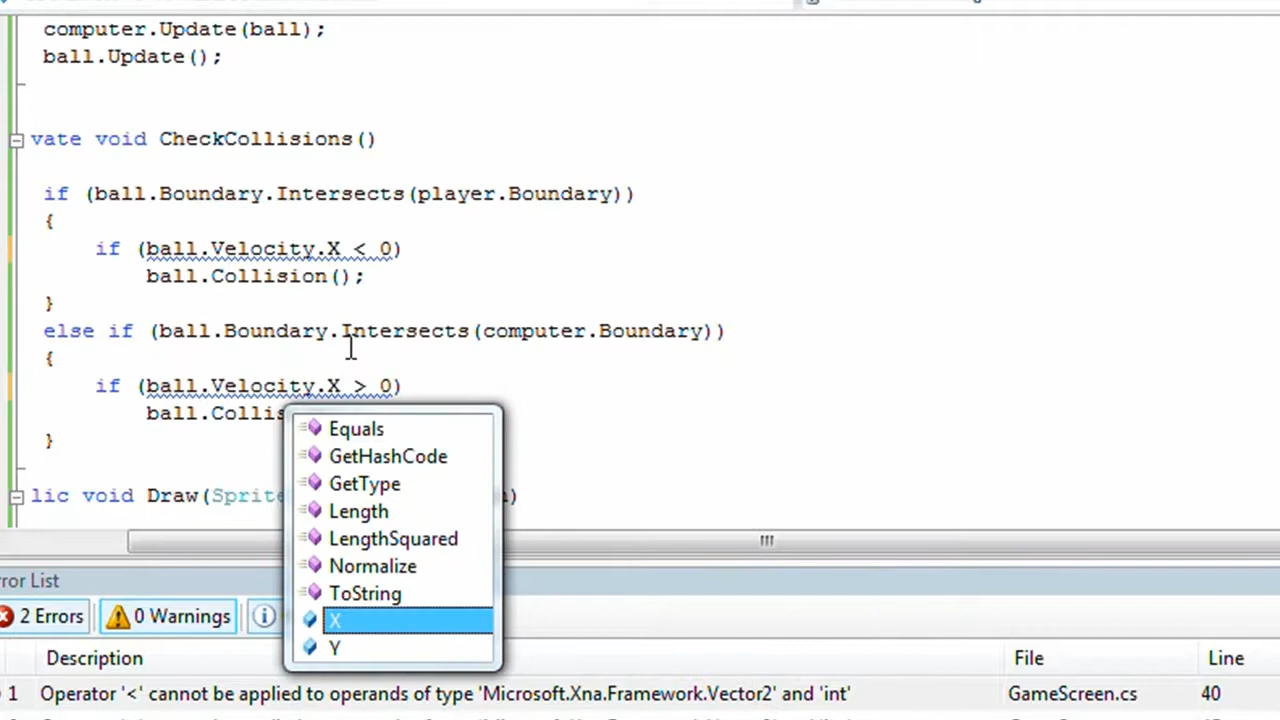 computer.Update(ball);
ball.Update();
vate void CheckCollisions()
if (ball.Boundary.Intersects(player.Boundary))
{
if (ball.Velocity.X < 0)
ball.Collision();
}
else if (ball.Boundary.Intersects(computer.Boundary))
{
if (ball.Velocity.X > 0)
ball.Collis
}
Equals
GetHashCode
GetType
Length
LengthSquared
Normalize
ToString
X
Y
lic void Draw(Sprite )
rror List
2 Errors
0 Warnings
Description File Line
1 Operator '<' cannot be applied to operands of type 'Microsoft.Xna.Framework.Vector2' and 'int' GameScreen.cs 40